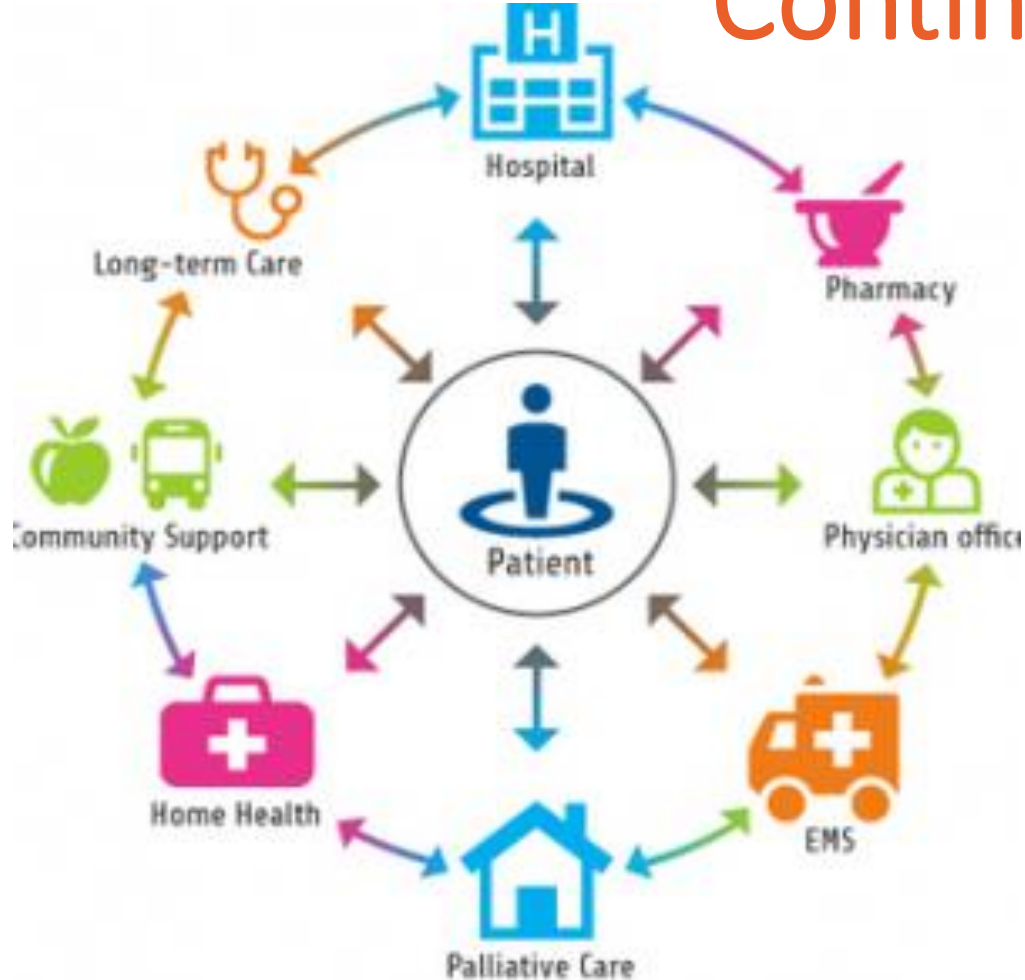 Contin
H
Hospital
Long-term Care
Pharmacy
Community Support
Physician office
Patient
Home Health
EMS
Palliative Care